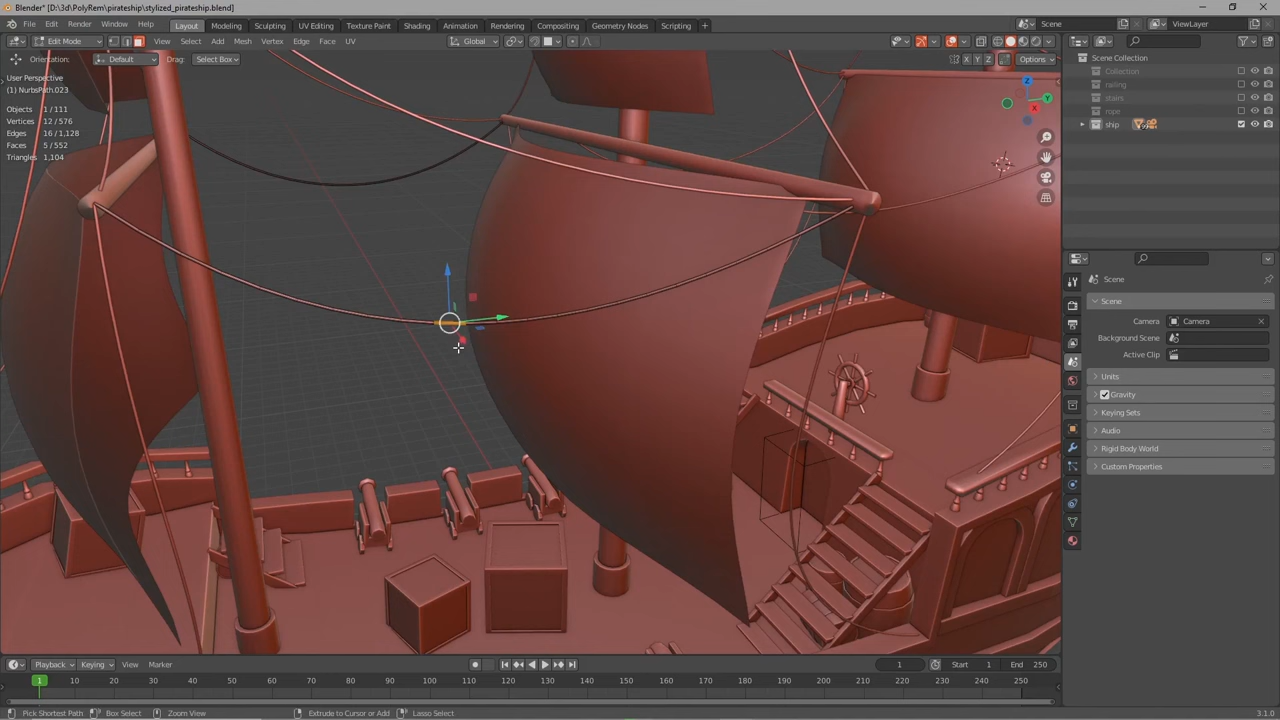 Blender* [D:\3d\PolyRem\pirateship\stylized_pirateship.blend]
File Edit Render Window Help Layout Modeling Sculpting UV Editing Texture Paint Shading Animation Rendering Compositing Geometry Nodes Scripting + Scene ViewLayer
Edit Mode View Select Add Mesh Vertex Edge Face UV Global
Orientation: Default Drag: Select Box X Y Z Options
User Perspective
(1) NurbsPath.023
Objects 1 / 111
Vertices 12 / 576
Edges 16 / 1,128
Faces 5 / 552
Triangles 1,104
Z
Y
X
Scene Collection
Collection
railing
stairs
rope
ship
Scene
Scene
Camera Camera
Background Scene
Active Clip
Units
Gravity
Keying Sets
Audio
Rigid Body World
Custom Properties
Playback Keying View Marker 1 Start 1 End 250
1 10 20 30 40 50 60 70 80 90 100 110 120 130 140 150 160 170 180 190 200 210 220 230 240 250
Pick Shortest Path Box Select Zoom View Extrude to Cursor or Add Lasso Select 3.1.0